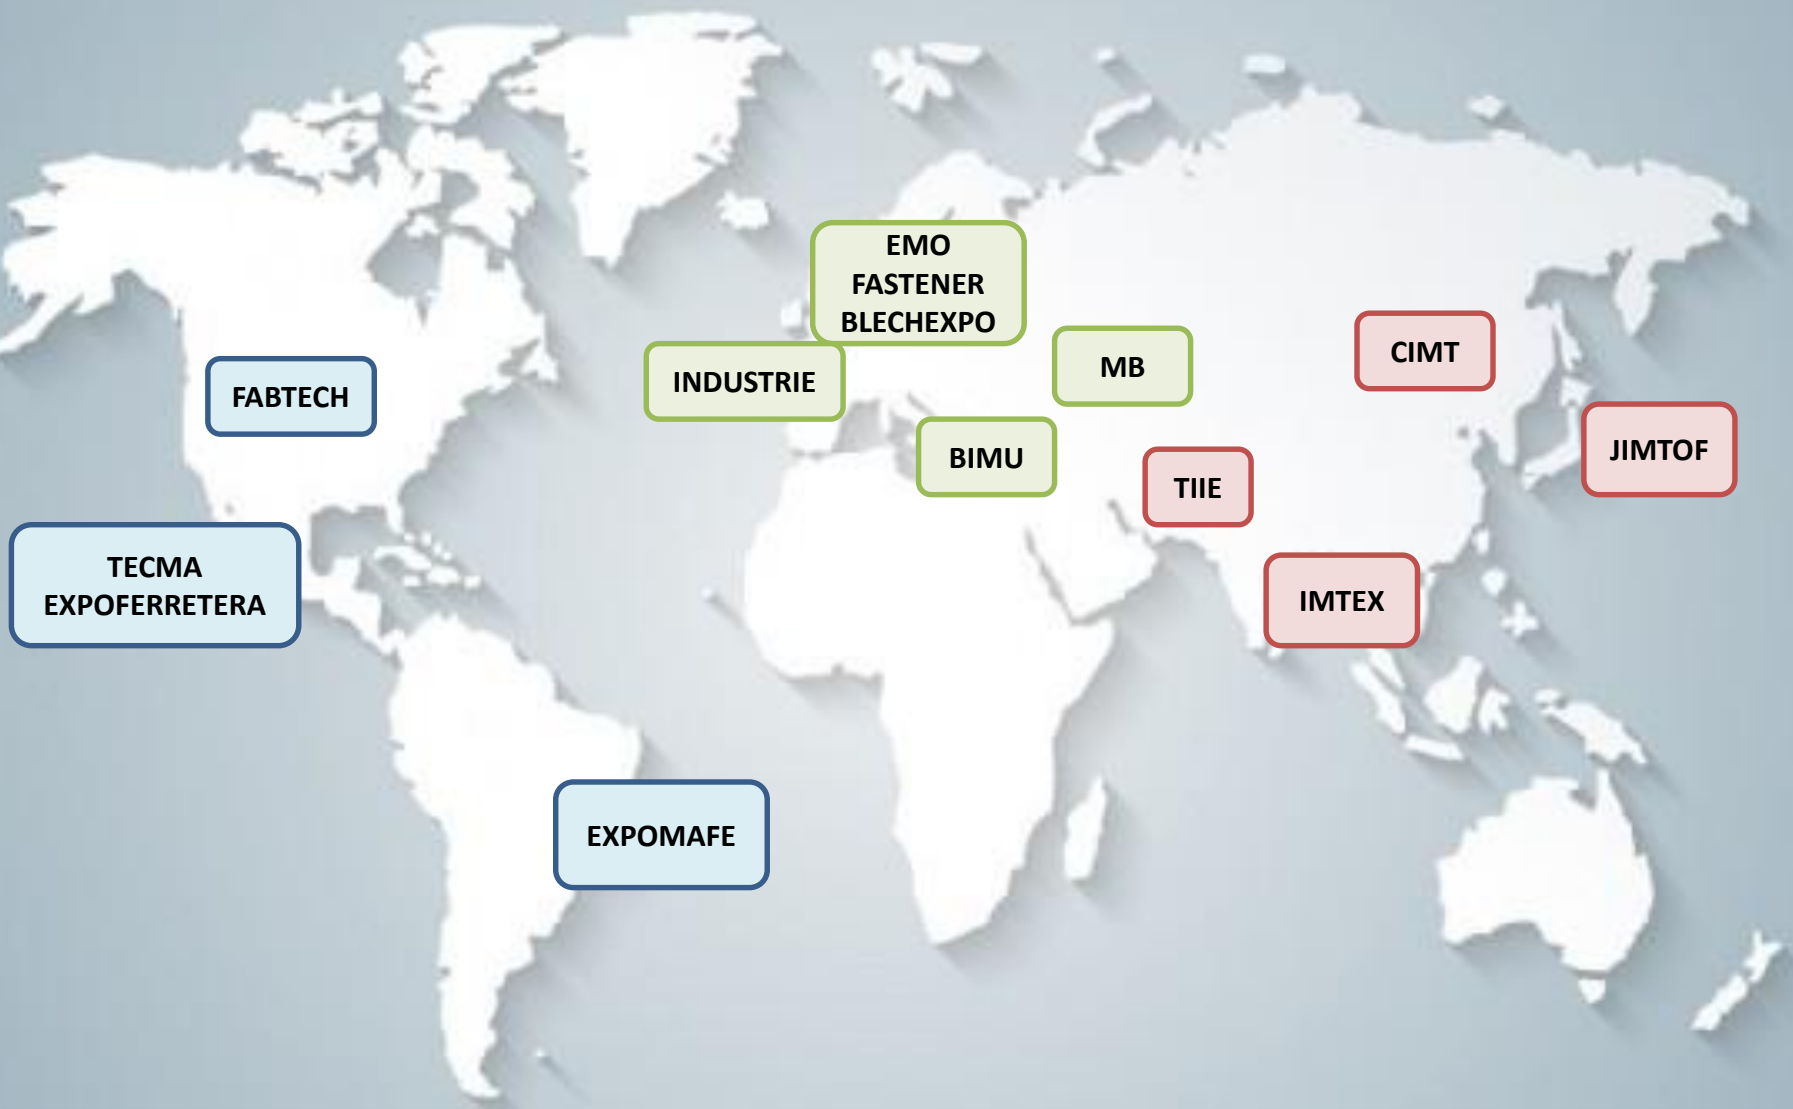 EMO
FASTENER
BLECHEXPO
INDUSTRIE
MB
CIMT
FABTECH
BIMU
JIMTOF
TIIE
TECMA
EXPOFERRETERA
IMTEX
EXPOMAFE